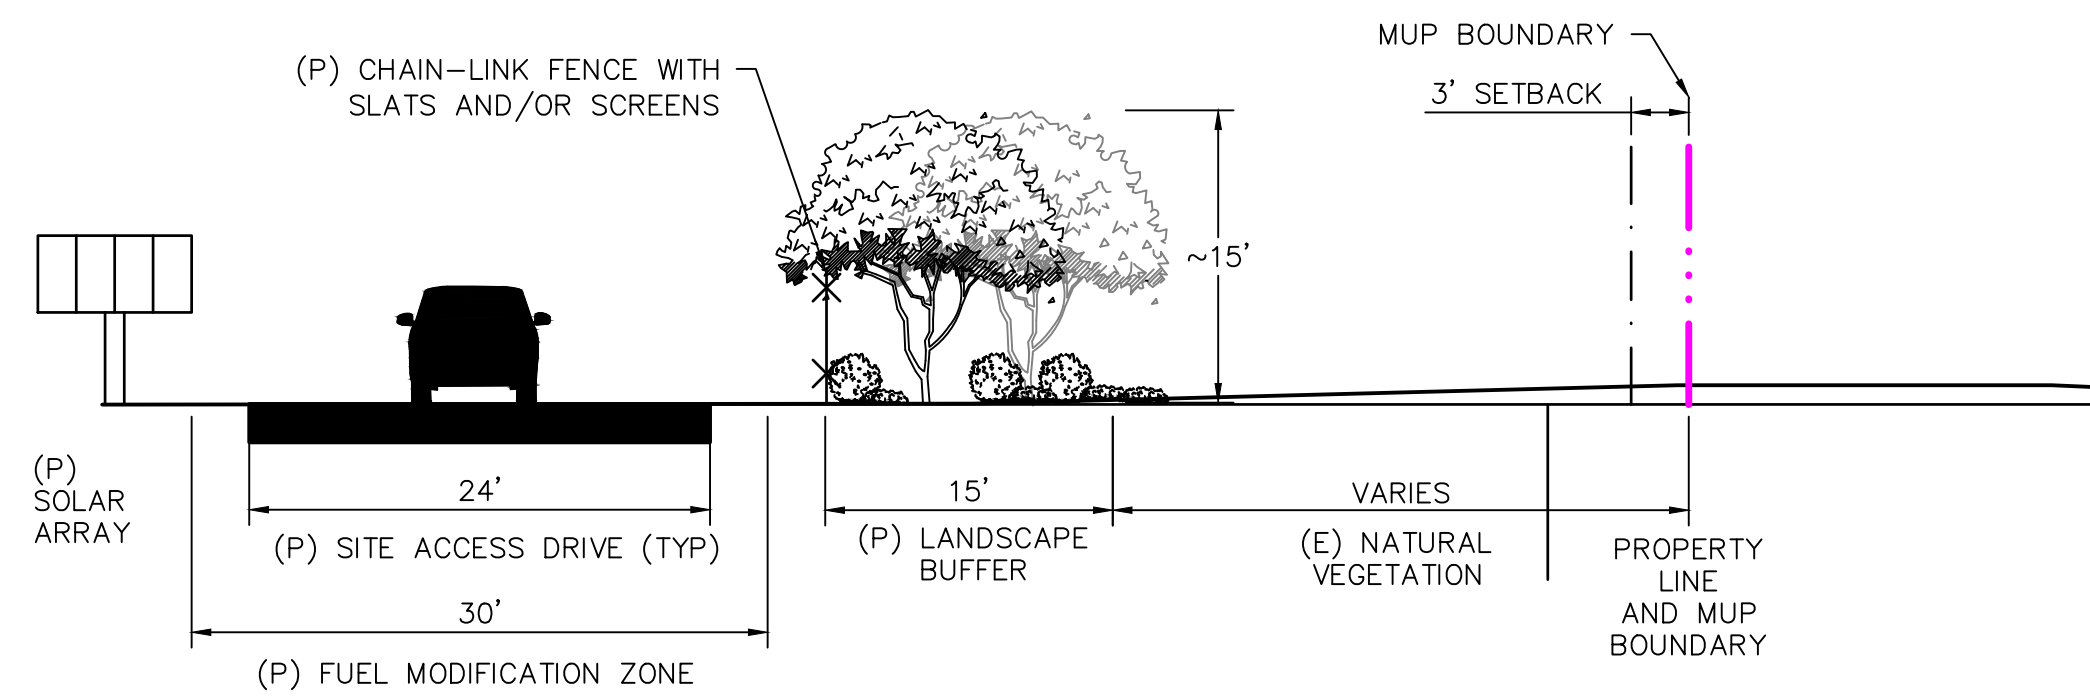 MUP BOUNDARY
3' SETBACK
(P) CHAIN-LINK FENCE WITH
SLATS AND/OR SCREENS
~15'
(P)
SOLAR
ARRAY
24'
(P) SITE ACCESS DRIVE (TYP)
30'
(P) FUEL MODIFICATION ZONE
15'
(P) LANDSCAPE
BUFFER
VARIES
(E) NATURAL
VEGETATION
PROPERTY
LINE
AND MUP
BOUNDARY